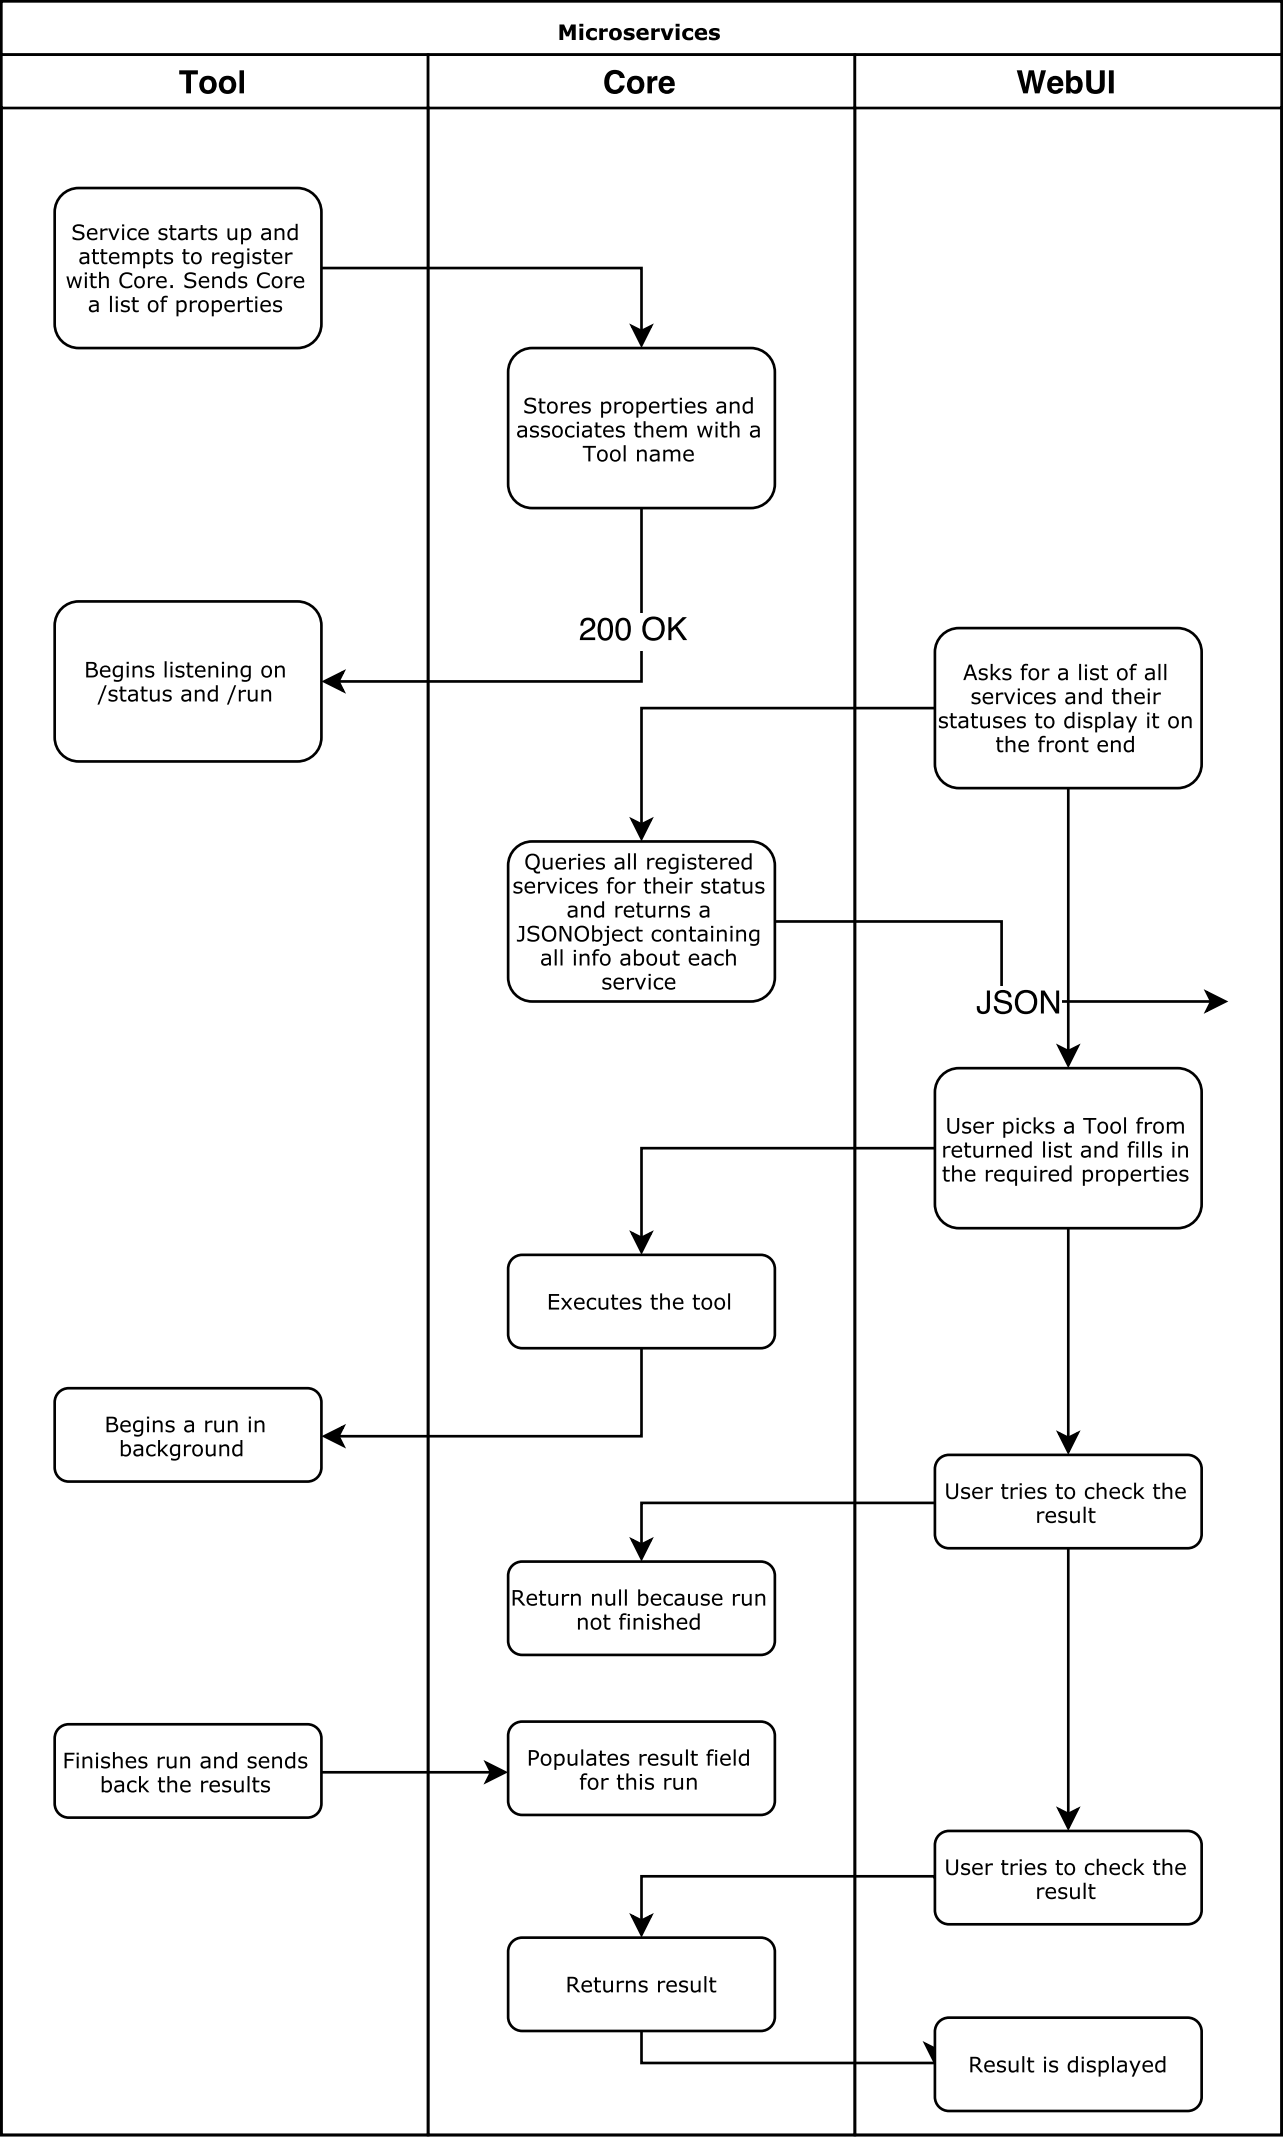 Microservices
Tool
Core
WebUI
Service starts up and
attempts to register
with Core. Sends Core
a list of properties
Stores properties and
associates them with a
Tool name
200 OK
Begins listening on
/status and /run
Asks for a list of all
services and their
statuses to display it on
the front end
Queries all registered
services for their status
and returns a
JSONObject containing
all info about each
service
JSON
User picks a Tool from
returned list and fills in
the required properties
Executes the tool
Begins a run in
background
User tries to check the
result
Return null because run
not finished
Finishes run and sends
back the results
Populates result field
for this run
User tries to check the
result
Returns result
Result is displayed